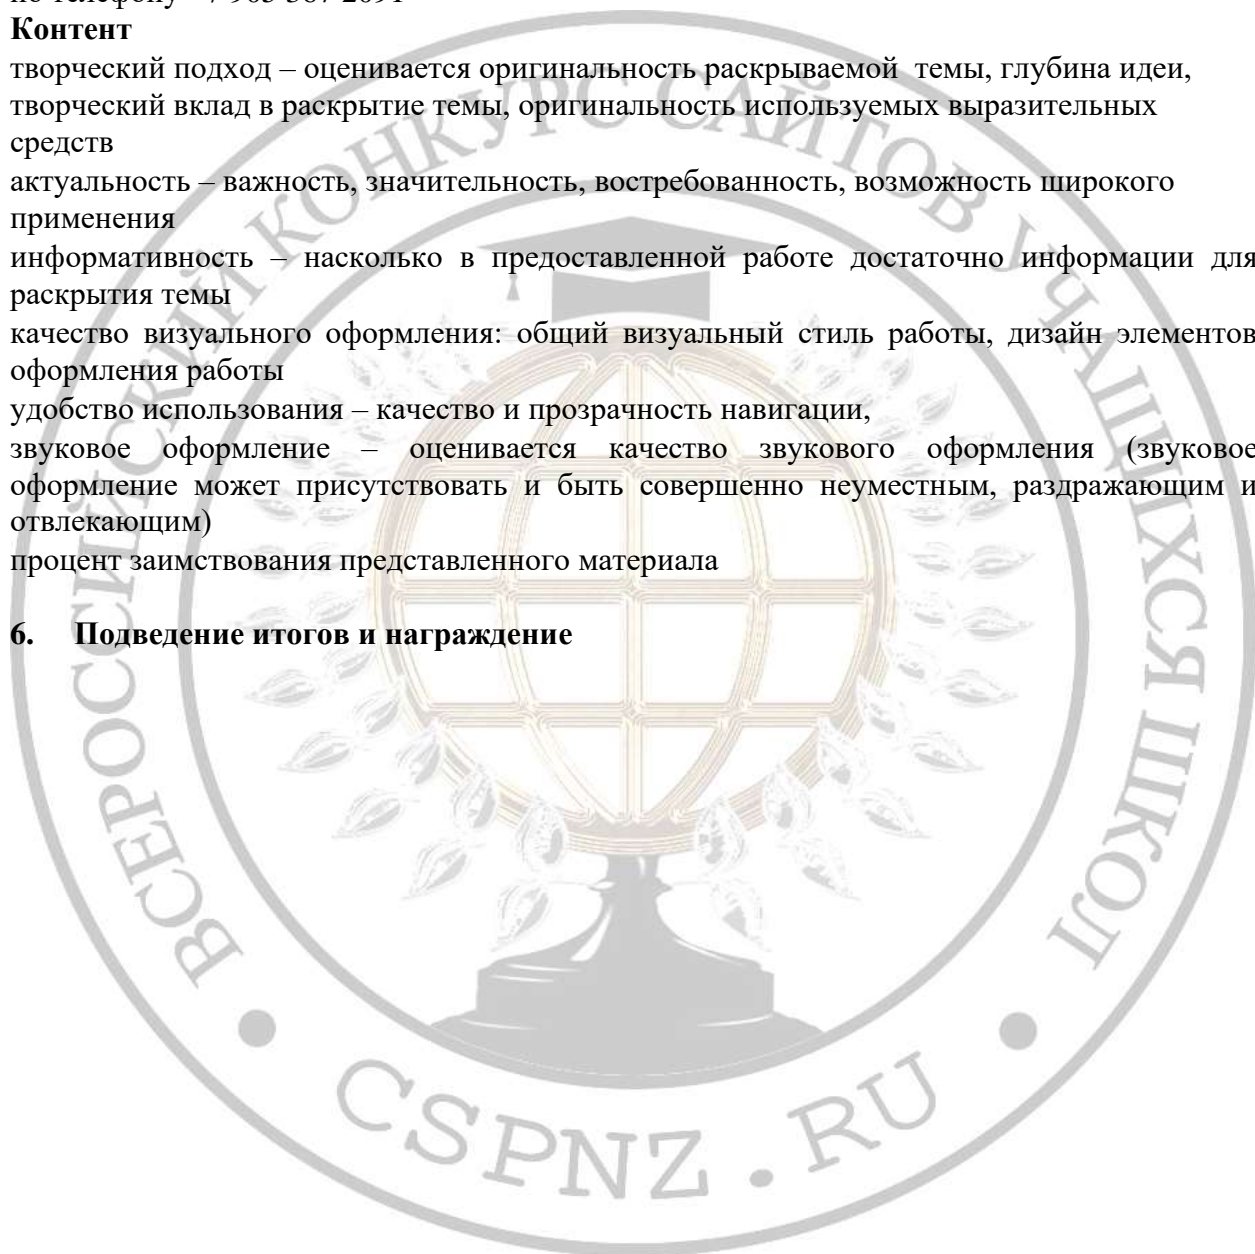 Контент
творческий подход – оценивается оригинальность раскрываемой темы, глубина идеи,
творческий вклад в раскрытие темы, оригинальность используемых выразительных
средств
актуальность – важность, значительность, востребованность, возможность широкого
применения
информативность – насколько в предоставленной работе достаточно информации для
раскрытия темы
качество визуального оформления: общий визуальный стиль работы, дизайн элементов
оформления работы
удобство использования – качество и прозрачность навигации,
звуковое оформление – оценивается качество звукового оформления (звуковое
оформление может присутствовать и быть совершенно неуместным, раздражающим и
отвлекающим)
процент заимствования представленного материала
6. Подведение итогов и награждение
ВСЕРОССИЙСКИЙ КОНКУРС САЙТОВ УЧАЩИХСЯ ШКОЛ
CSPNZ.RU